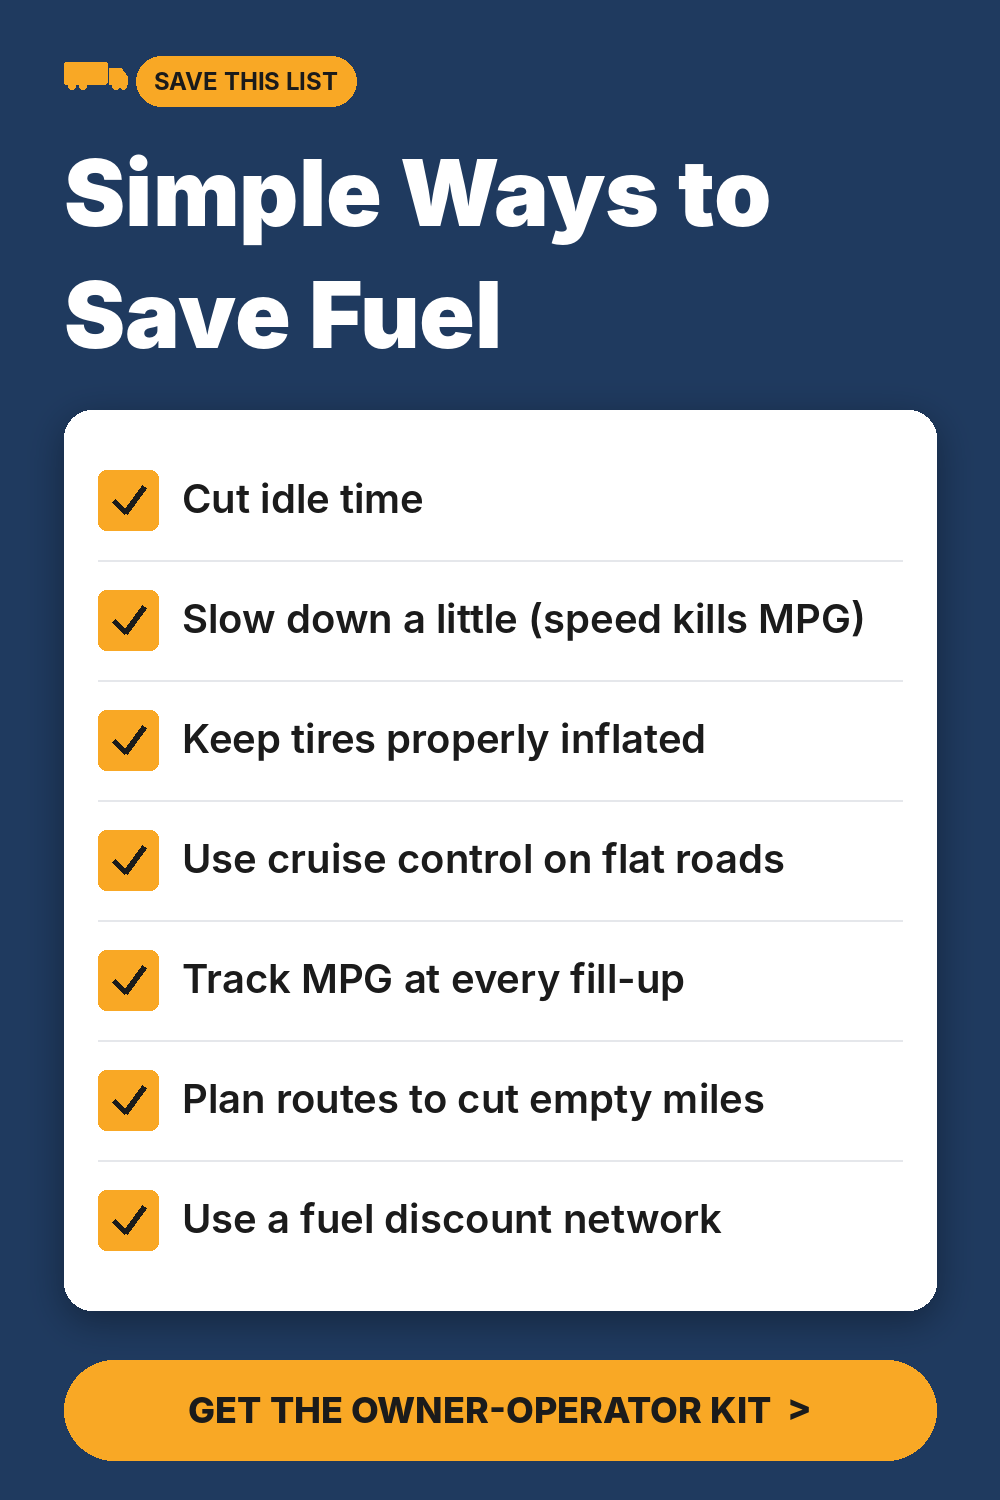 SAVE THIS LIST
Simple Ways to
Save Fuel
Cut idle time
Slow down a little (speed kills MPG)
Keep tires properly inflated
Use cruise control on flat roads
Track MPG at every fill-up
Plan routes to cut empty miles
Use a fuel discount network
GET THE OWNER-OPERATOR KIT >